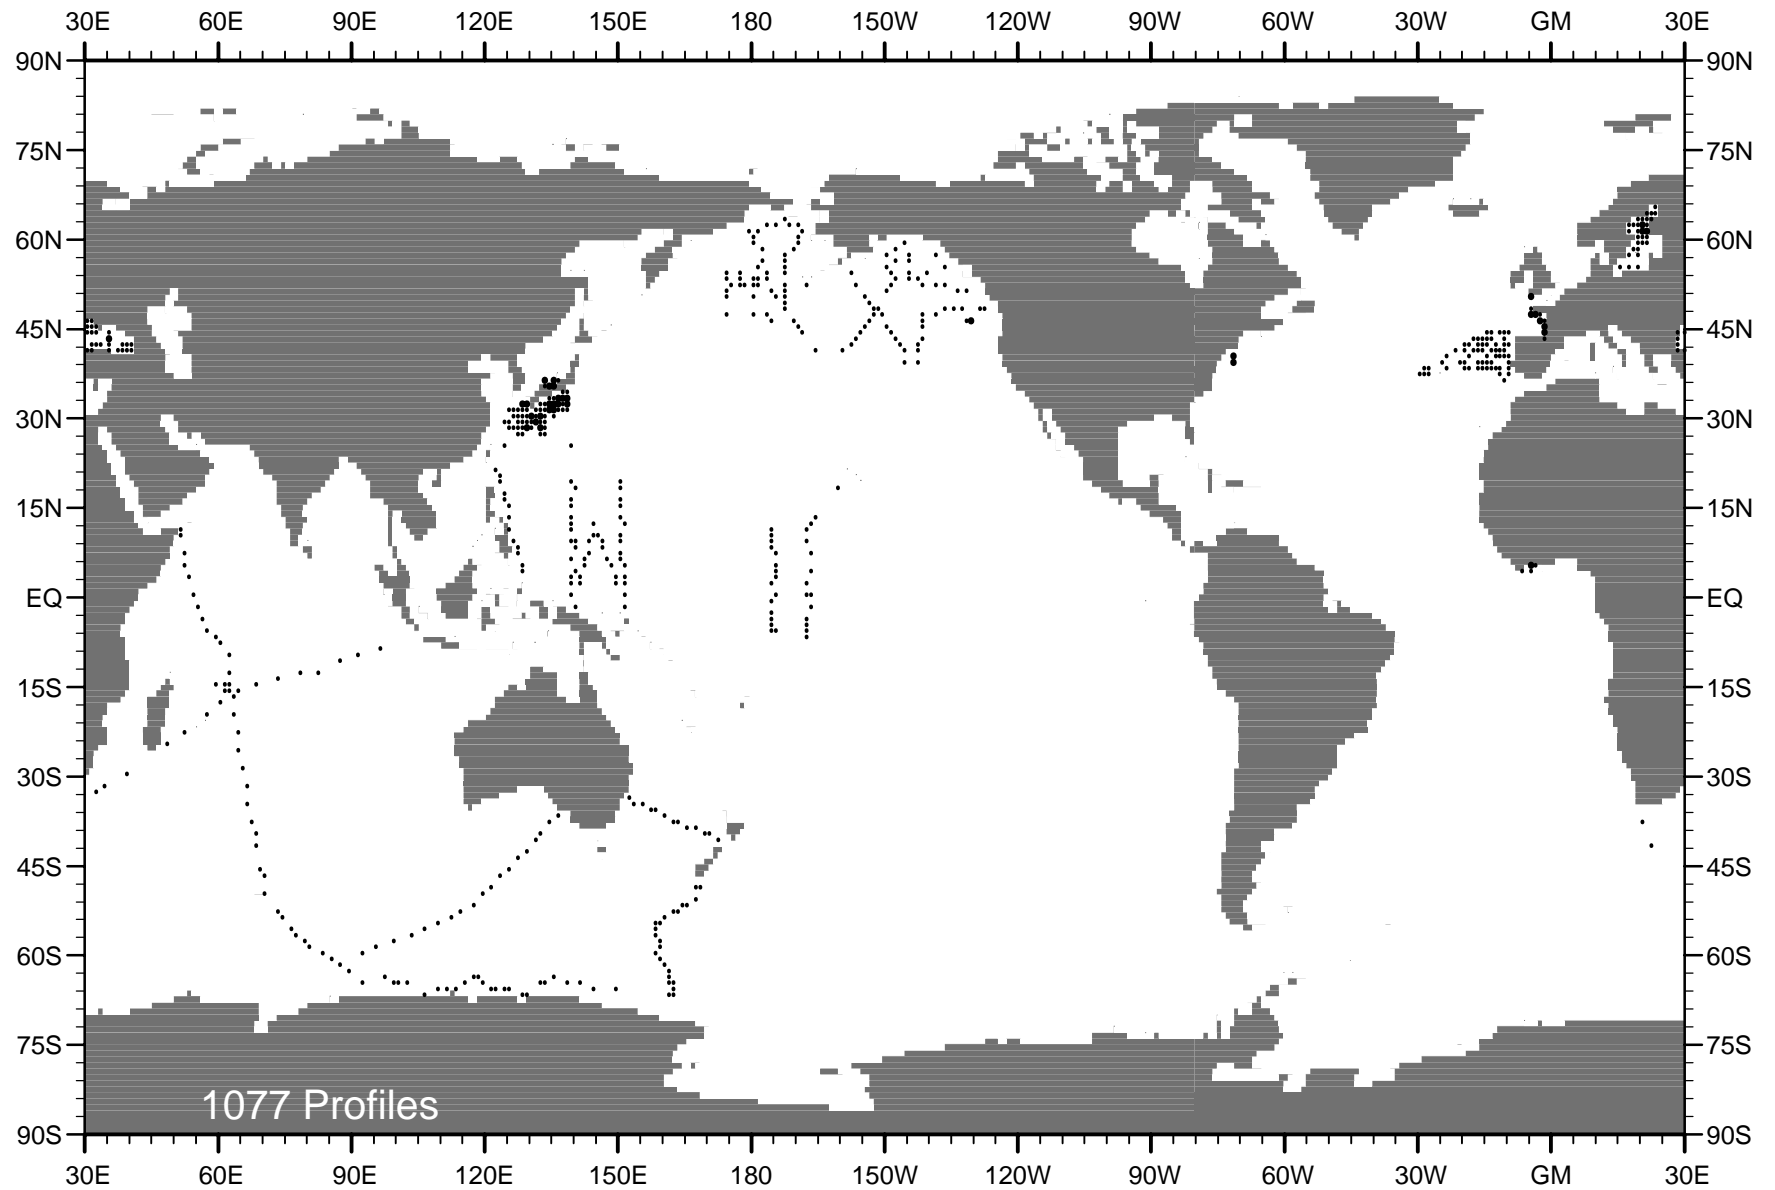 30E 60E 90E 120E 150E 180 150W 120W 90W 60W 30W GM 30E
90N 90N
75N 75N
60N 60N
45N 45N
30N 30N
15N 15N
EQ EQ
15S 15S
30S 30S
45S 45S
60S 60S
75S 75S
1077 Profiles
90S 90S
30E 60E 90E 120E 150E 180 150W 120W 90W 60W 30W GM 30E